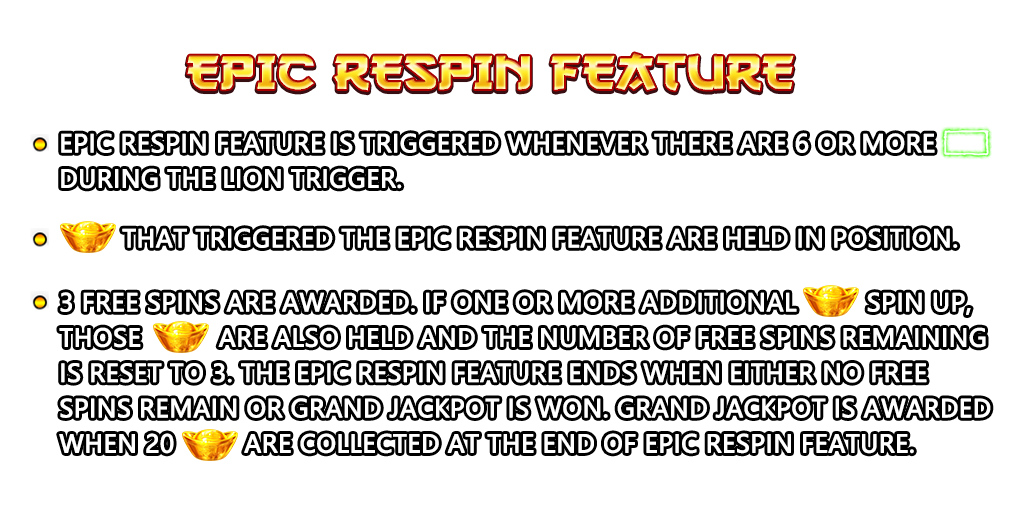 EPIC RESPIN FEATURE
EPIC RESPIN FEATURE IS TRIGGERED WHENEVER THERE ARE 6 OR MORE
DURING THE LION TRIGGER.
THAT TRIGGERED THE EPIC RESPIN FEATURE ARE HELD IN POSITION.
3 FREE SPINS ARE AWARDED. IF ONE OR MORE ADDITIONAL SPIN UP,
THOSE ARE ALSO HELD AND THE NUMBER OF FREE SPINS REMAINING
IS RESET TO 3. THE EPIC RESPIN FEATURE ENDS WHEN EITHER NO FREE
SPINS REMAIN OR GRAND JACKPOT IS WON. GRAND JACKPOT IS AWARDED
WHEN 20 ARE COLLECTED AT THE END OF EPIC RESPIN FEATURE.